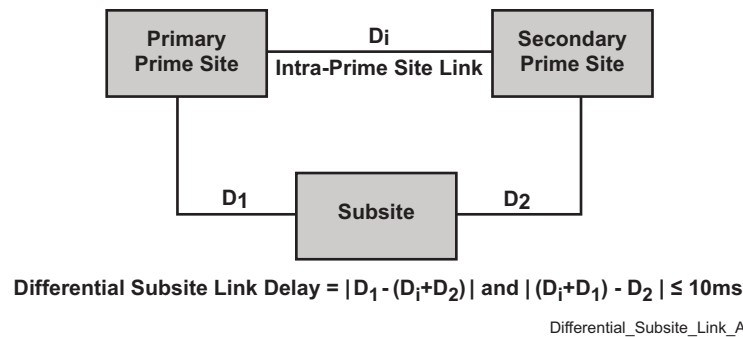 Primary
Prime Site
Di
Intra-Prime Site Link
Secondary
Prime Site
D1
Subsite
D2
Differential Subsite Link Delay = |D1 - (Di+D2)| and |(Di+D1) - D2 | ≤ 10ms
Differential_Subsite_Link_A